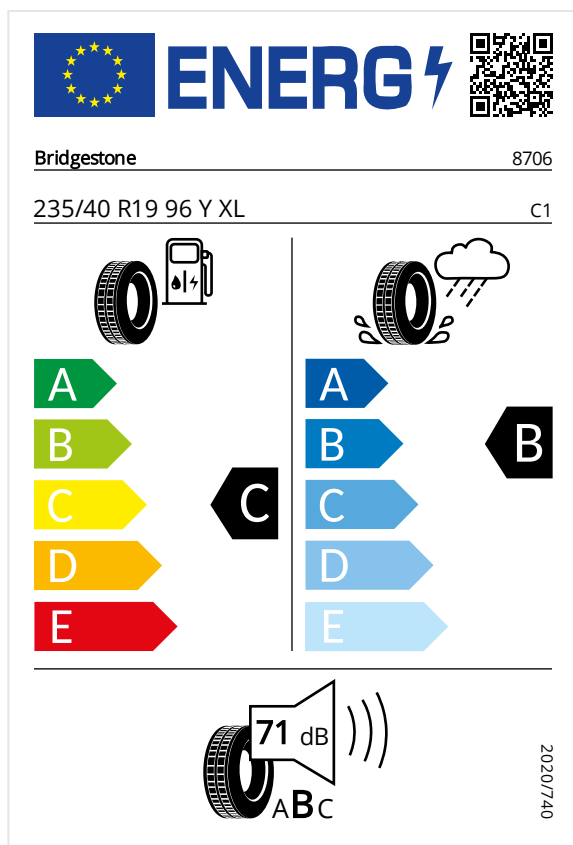 ENERG
Bridgestone 8706
235/40 R19 96 Y XL C1
A
B
C
D
E
C
A
B
C
D
E
B
71 dB
ABC
2020/740